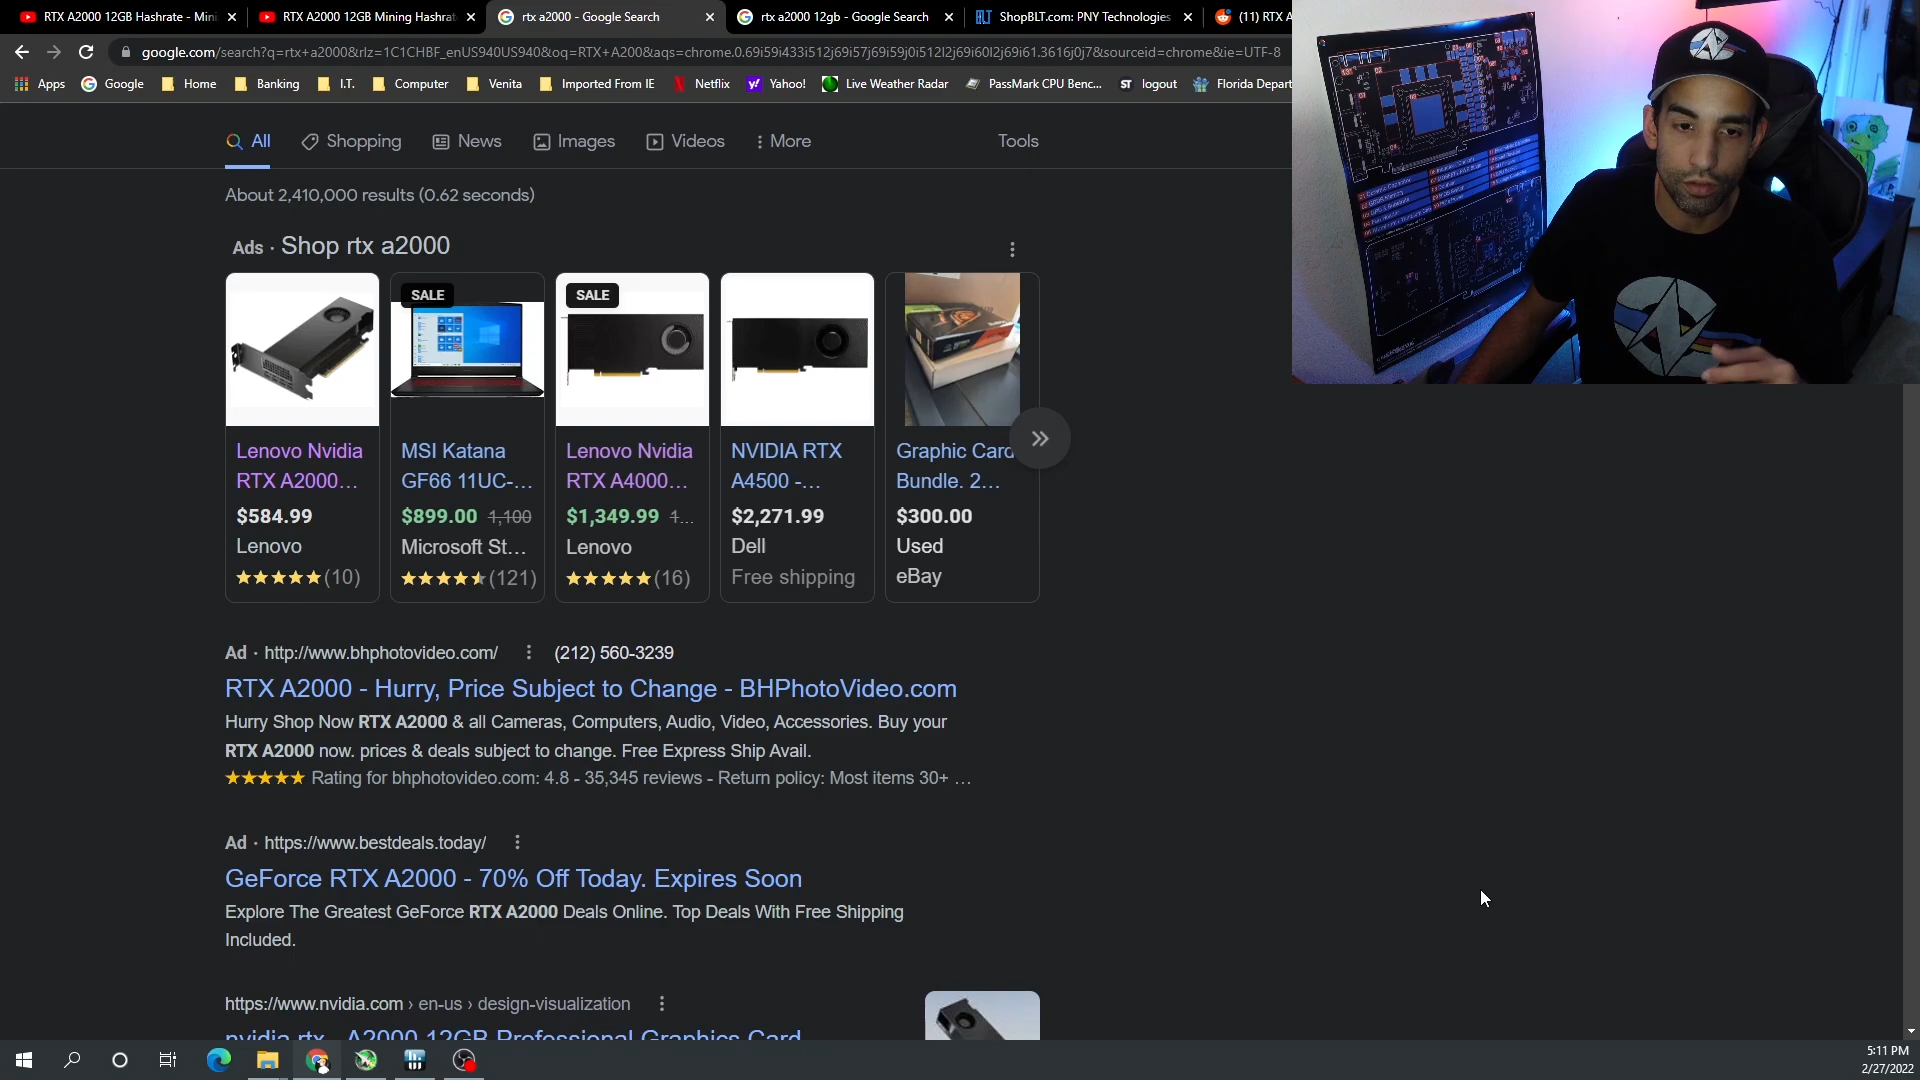 RTX A2000 12GB Hashrate - Mini
RTX A2000 12GB Mining Hashrat
rtx a2000 - Google Search
rtx a2000 12gb - Google Search
ShopBLT.com: PNY Technologies
(11) RTX A
google.com/search?q=rtx+a2000&rlz=1C1CHBF_enUS940US940&oq=RTX+A200&aqs=chrome.0.69i59i433i512j69i57j69i59j0i512l2j69i60l2j69i61.3616j0j7&sourceid=chrome&ie=UTF-8
Apps
Google
Home
Banking
I.T.
Computer
Venita
Imported From IE
Netflix
Yahoo!
Live Weather Radar
PassMark CPU Benc...
ST logout
Florida Depart
All
Shopping
News
Images
Videos
More
Tools
About 2,410,000 results (0.62 seconds)
Ads · Shop rtx a2000
SALE
SALE
Lenovo Nvidia
RTX A2000...
$584.99
Lenovo
(10)
MSI Katana
GF66 11UC-...
$899.00 1,100
Microsoft St...
(121)
Lenovo Nvidia
RTX A4000...
$1,349.99 1...
Lenovo
(16)
NVIDIA RTX
A4500 -...
$2,271.99
Dell
Free shipping
Graphic Card
Bundle. 2...
$300.00
Used
eBay
Ad · http://www.bhphotovideo.com/ (212) 560-3239
RTX A2000 - Hurry, Price Subject to Change - BHPhotoVideo.com
Hurry Shop Now RTX A2000 & all Cameras, Computers, Audio, Video, Accessories. Buy your
RTX A2000 now. prices & deals subject to change. Free Express Ship Avail.
Rating for bhphotovideo.com: 4.8 - 35,345 reviews - Return policy: Most items 30+ ...
Ad · https://www.bestdeals.today/
GeForce RTX A2000 - 70% Off Today. Expires Soon
Explore The Greatest GeForce RTX A2000 Deals Online. Top Deals With Free Shipping
Included.
https://www.nvidia.com › en-us › design-visualization
nvidia rtx - A2000 12GB Professional Graphics Card
5:11 PM
2/27/2022